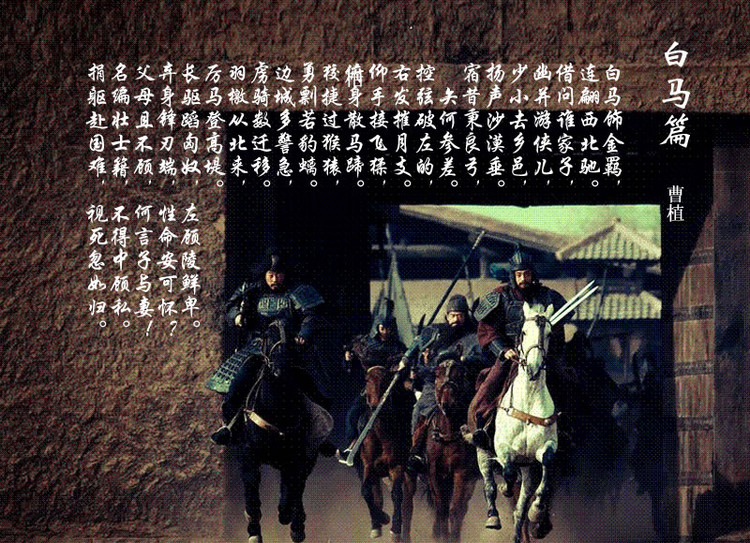 白马篇
曹植
白马饰金羁，
连翩西北驰。
借问谁家子，
幽并游侠儿。
少小去乡邑，
扬声沙漠垂。
宿昔秉良弓，
矢何参差。
控弦破左的，
右发摧月支。
仰手接飞猱，
俯身散马蹄。
狡捷过猴猿，
勇剽若豹螭。
边城多警急，
虏骑数迁移。
羽檄从北来，
厉马登高堤。
长驱蹈匈奴，
左顾陵鲜卑。
弃身锋刃端，
性命安可怀？
父母且不顾，
何言子与妻！
名编壮士籍，
不得中顾私。
捐躯赴国难，
视死忽如归。